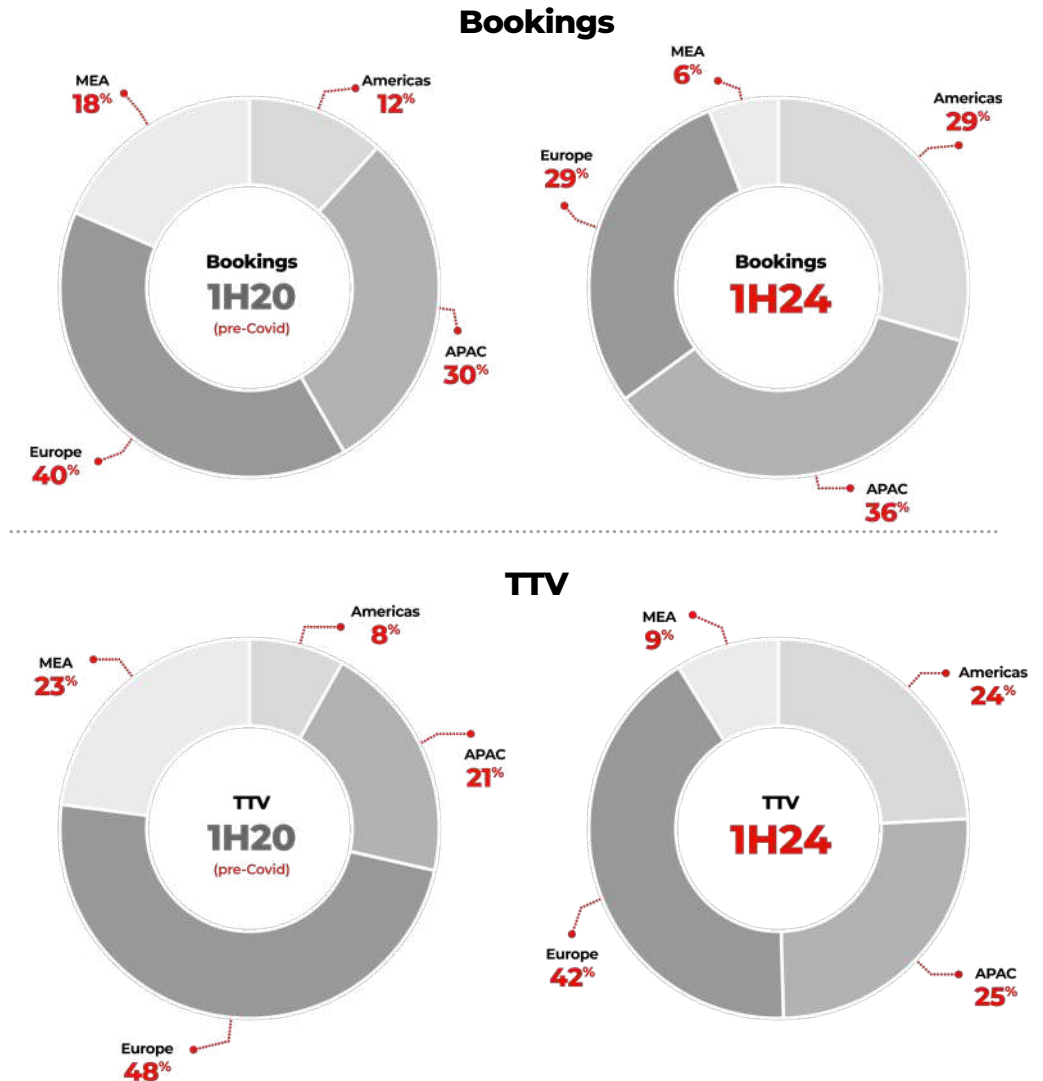 Bookings
MEA
18%
Americas
12%
Bookings
1H20
(pre-Covid)
APAC
30%
Europe
40%
MEA
6%
Americas
29%
Europe
29%
Bookings
1H24
APAC
36%
TTV
Americas
8%
MEA
23%
APAC
21%
TTV
1H20
(pre-Covid)
Europe
48%
MEA
9%
Americas
24%
TTV
1H24
Europe
42%
APAC
25%